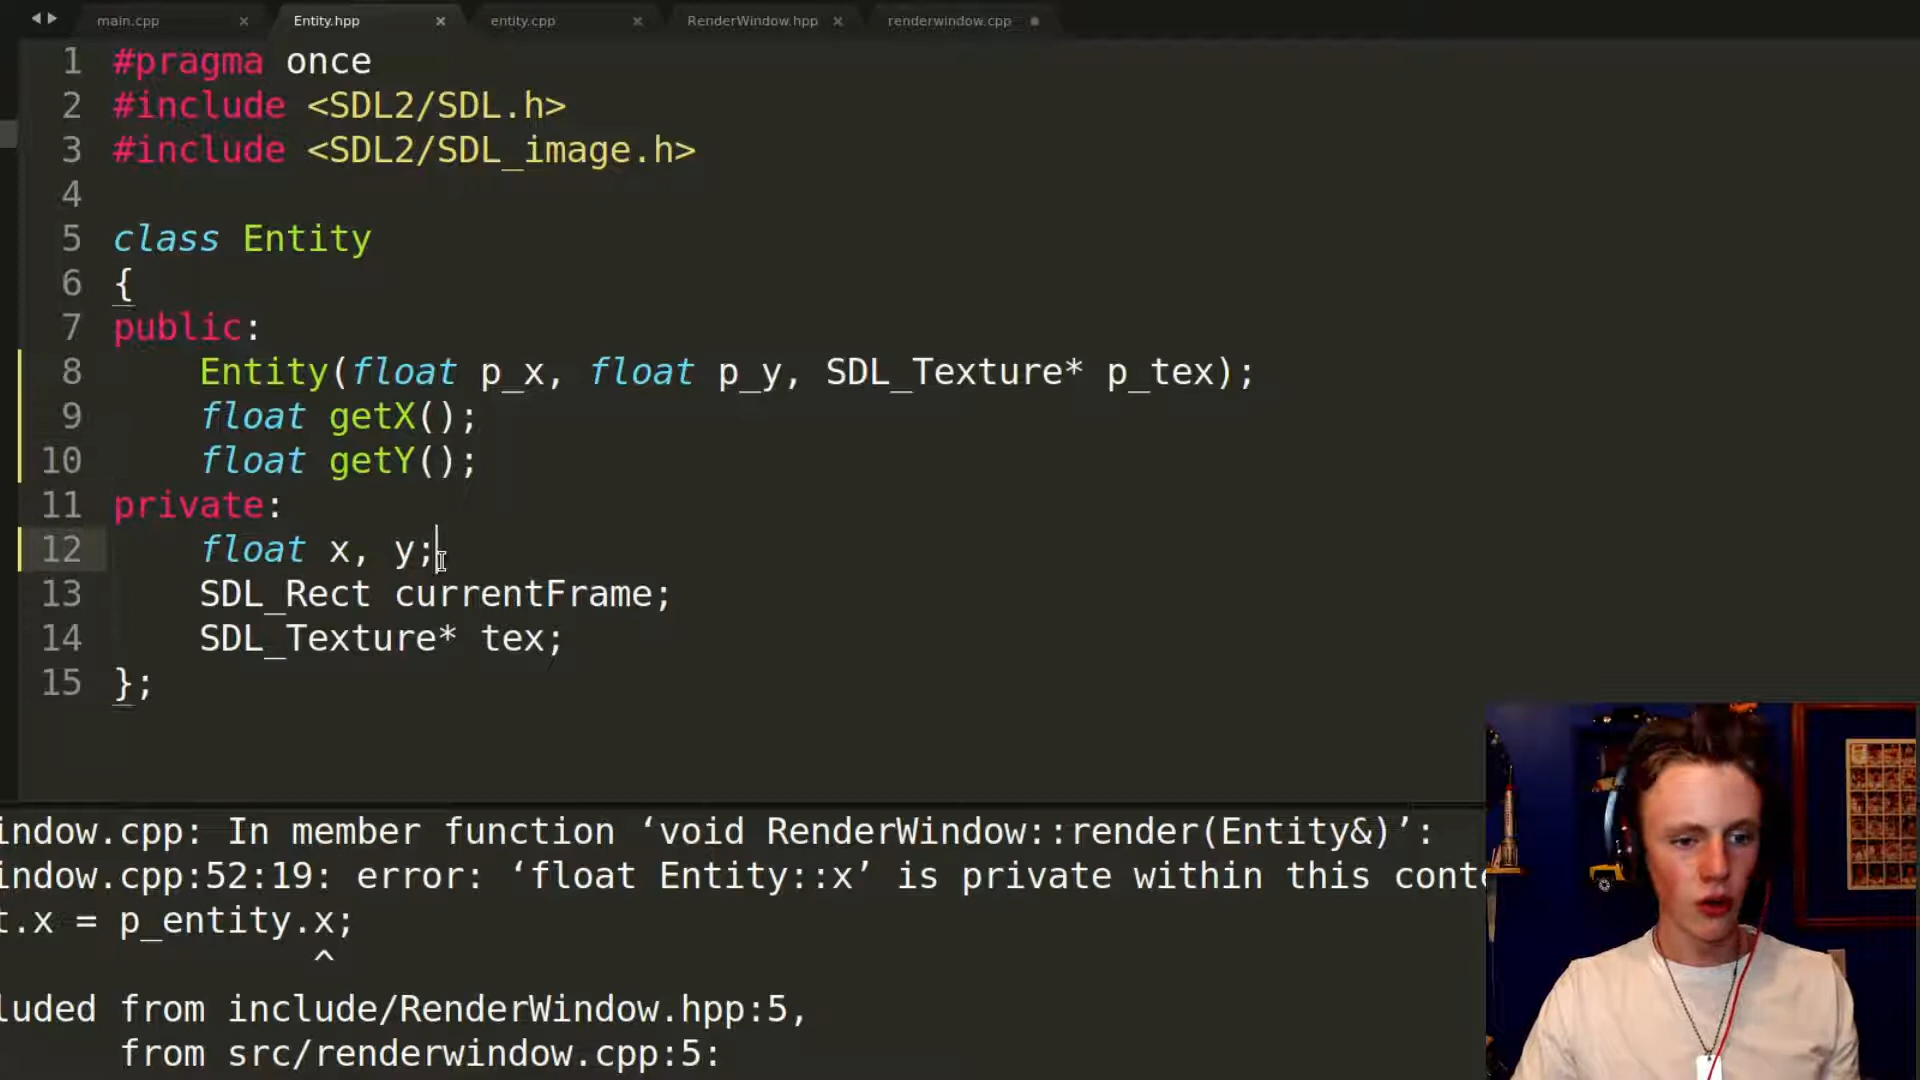 main.cpp × Entity.hpp × entity.cpp × RenderWindow.hpp × renderwindow.cpp
1 #pragma once
2 #include <SDL2/SDL.h>
3 #include <SDL2/SDL_image.h>
4
5 class Entity
6 {
7 public:
8 Entity(float p_x, float p_y, SDL_Texture* p_tex);
9 float getX();
10 float getY();
11 private:
12 float x, y;
13 SDL_Rect currentFrame;
14 SDL_Texture* tex;
15 };
indow.cpp: In member function ‘void RenderWindow::render(Entity&)’:
indow.cpp:52:19: error: ‘float Entity::x’ is private within this conte
t.x = p_entity.x;
^
luded from include/RenderWindow.hpp:5,
from src/renderwindow.cpp:5: